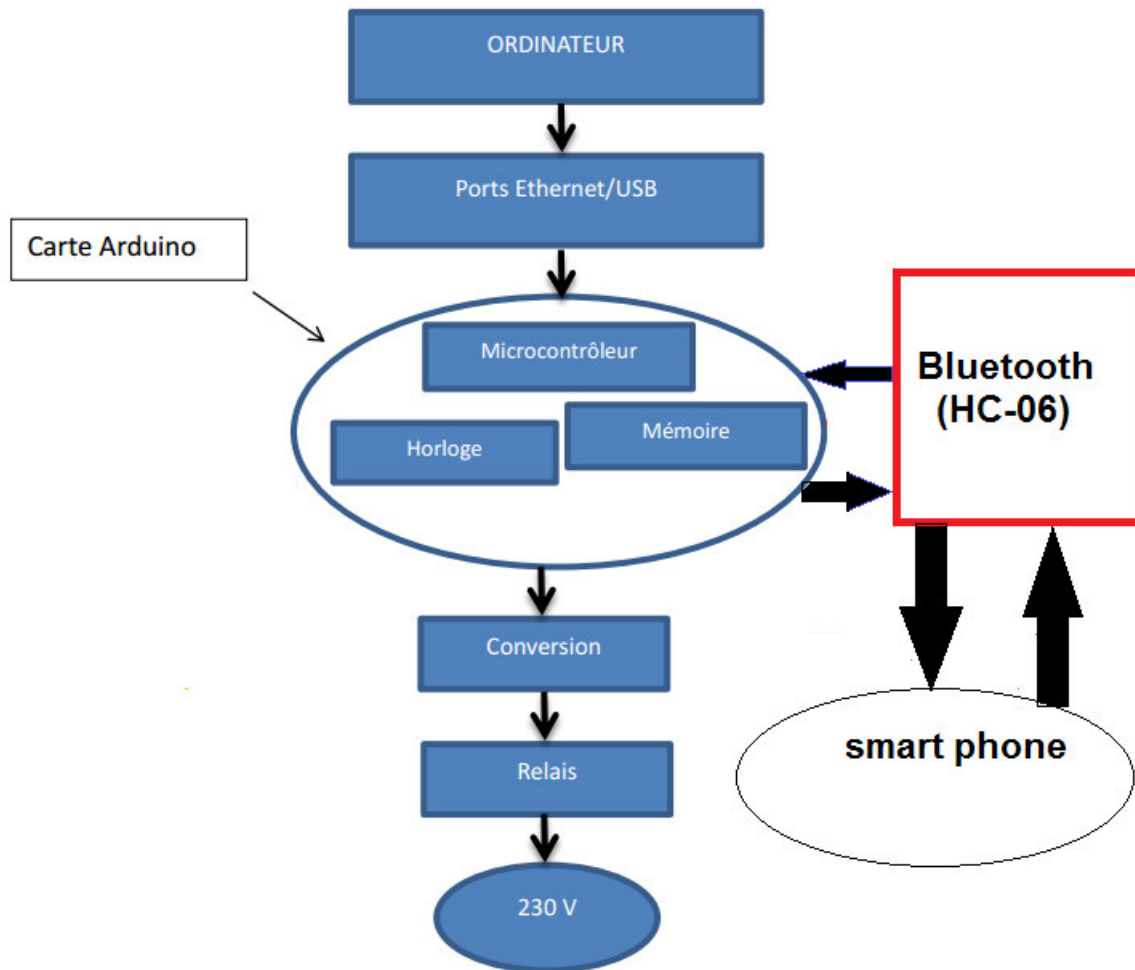 ORDINATEUR
Ports Ethernet/USB
Carte Arduino
Microcontrôleur
Mémoire
Horloge
Bluetooth
(HC-06)
Conversion
Relais
smart phone
230 V